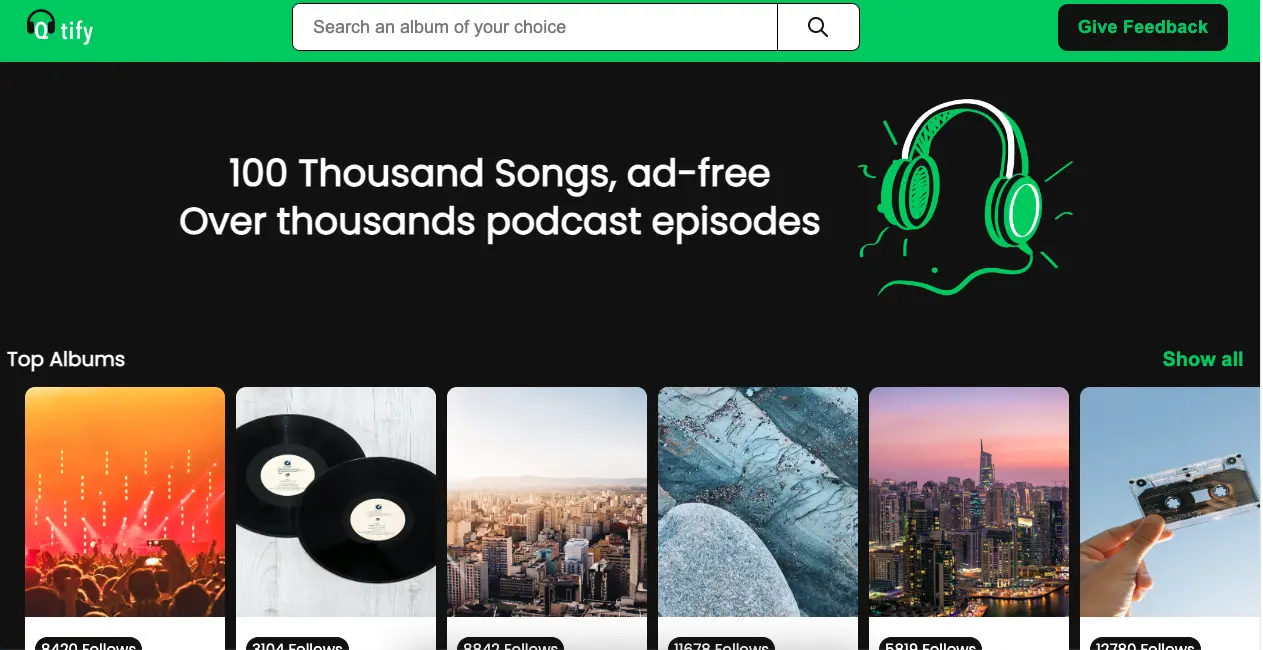 Q tify
Search an album of your choice
Give Feedback
100 Thousand Songs, ad-free
Over thousands podcast episodes
Top Albums
Show all
8420 Follows
3104 Follows
8842 Follows
11678 Follows
5819 Follows
12780 Follows